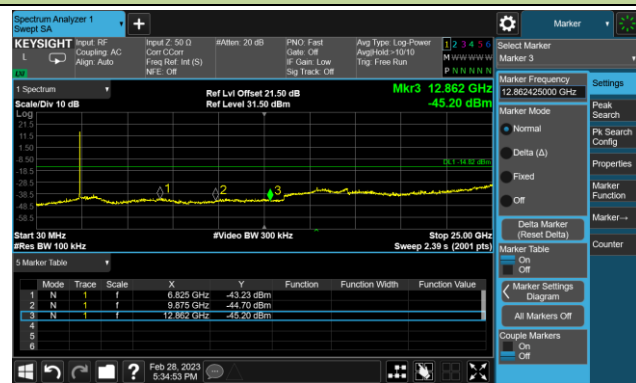 Spectrum Analyzer 1
Swept SA
Marker
KEYSIGHT
L
Input: RF
Coupling: AC
Align: Auto
Input Z: 50 Ω
Corr CCorr
Freq Ref: Int (S)
NFE: Off
#Atten: 20 dB
PNO: Fast
Gate: Off
IF Gain: Low
Sig Track: Off
Avg Type: Log-Power
Avg|Hold:>10/10
Trig: Free Run
1 2 3 4 5 6
M W W W W W
P N N N N N
Select Marker
Marker 3
1 Spectrum
Scale/Div 10 dB
Log
Ref Lvl Offset 21.50 dB
Ref Level 31.50 dBm
Mkr3 12.862 GHz
-45.20 dBm
21.5
11.5
1.50
-8.50
-18.5
-28.5
-38.5
-48.5
-58.5
DL1 -14.02 dBm
1
2
3
Start 30 MHz
#Res BW 100 kHz
#Video BW 300 kHz
Stop 25.00 GHz
Sweep 2.39 s (2001 pts)
5 Marker Table
Mode Trace Scale X Y Function Function Width Function Value
1 N 1 f 6.825 GHz -43.23 dBm
2 N 1 f 9.875 GHz -44.70 dBm
3 N 1 f 12.862 GHz -45.20 dBm
4
5
6
Feb 28, 2023
5:34:53 PM
Marker Frequency
12.862425000 GHz
Marker Mode
Normal
Delta (Δ)
Fixed
Off
Delta Marker
(Reset Delta)
Marker Table
On
Off
Marker Settings
Diagram
All Markers Off
Couple Markers
On
Off
Settings
Peak
Search
Pk Search
Config
Properties
Marker
Function
Marker→
Counter